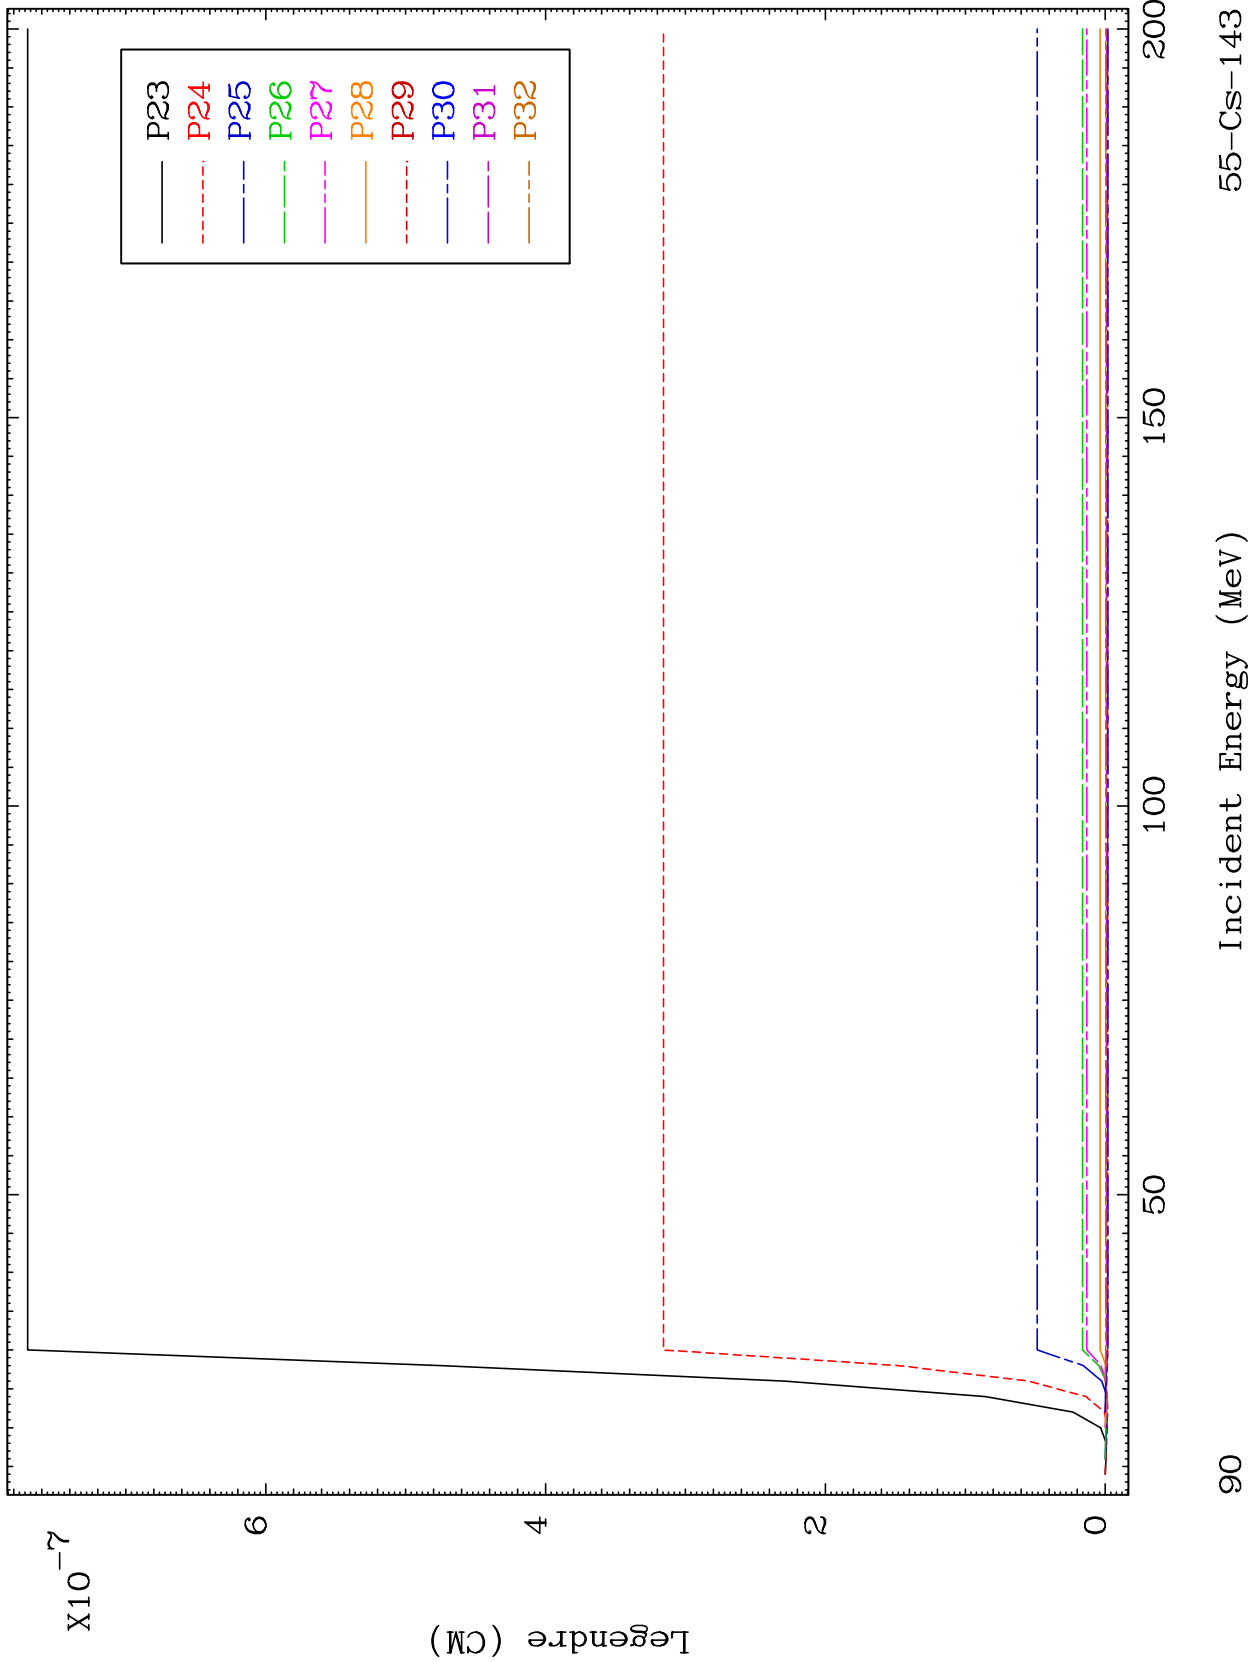 X10-7
Legendre (CM)
6
4
2
0
P23
P24
P25
P26
P27
P28
P29
P30
P31
P32
50
100
150
200
Incident Energy (MeV)
90
55-Cs-143